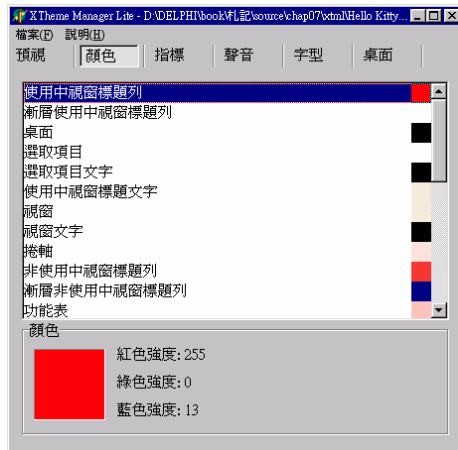 XTheme Manager Lite - D:\DELPHI\book\札記\source\chap07\xtml\Hello Kitty...
檔案(F) 說明(H)
預視 顏色 指標 聲音 字型 桌面
使用中視窗標題列
漸層使用中視窗標題列
桌面
選取項目
選取項目文字
使用中視窗標題文字
視窗
視窗文字
捲軸
非使用中視窗標題列
漸層非使用中視窗標題列
功能表
顏色
紅色強度: 255
綠色強度: 0
藍色強度: 13